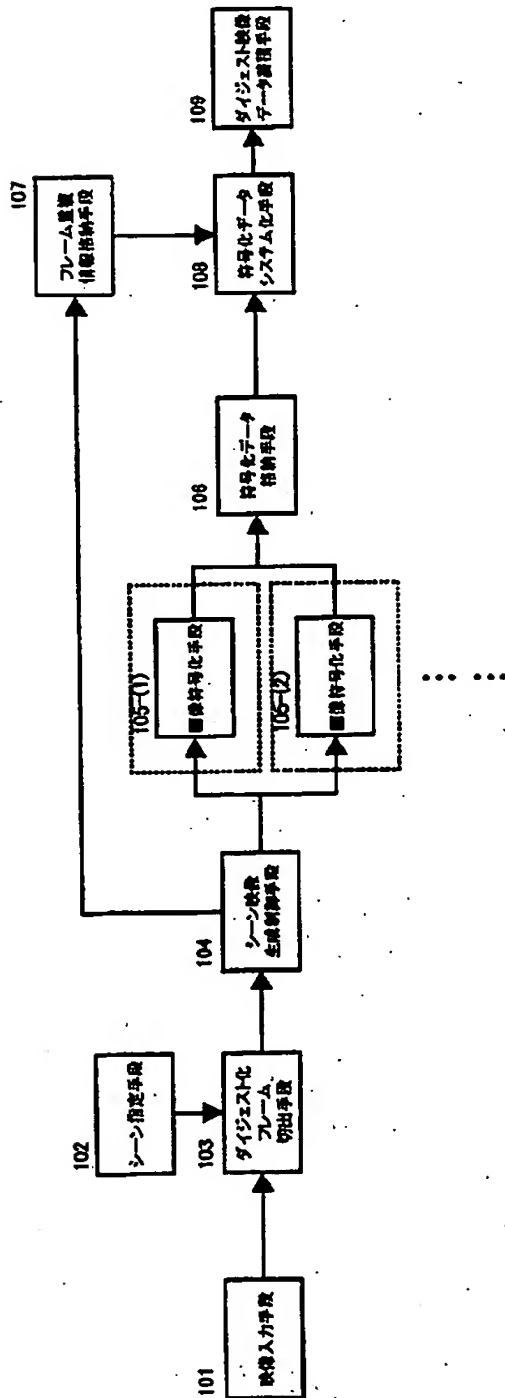 101
映像入力手段
102
シーン指定手段
103
ダイジェスト化
フレーム
切出手段
104
シーン映像
生成制御手段
105-(1)
画像符号化手段
105-(2)
画像符号化手段
106
符号化データ
格納手段
107
フレーム重複
情報格納手段
108
符号化データ
システム化手段
109
ダイジェスト映像
データ蓄積手段